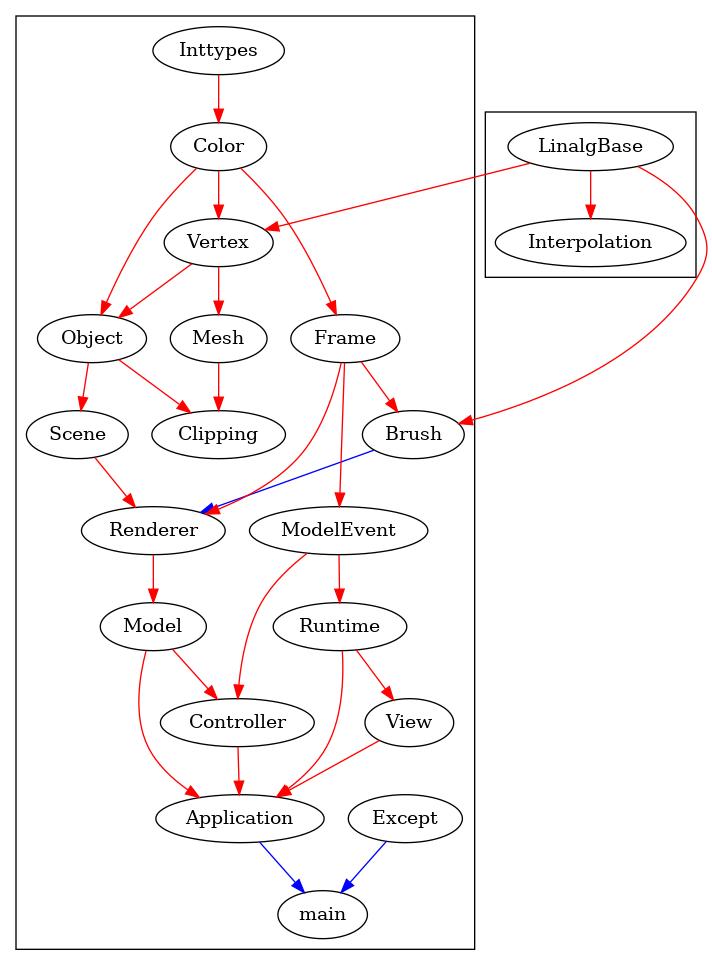 Inttypes
Color
LinalgBase
Vertex
Interpolation
Object
Mesh
Frame
Scene
Clipping
Brush
Renderer
ModelEvent
Model
Runtime
Controller
View
Application
Except
main